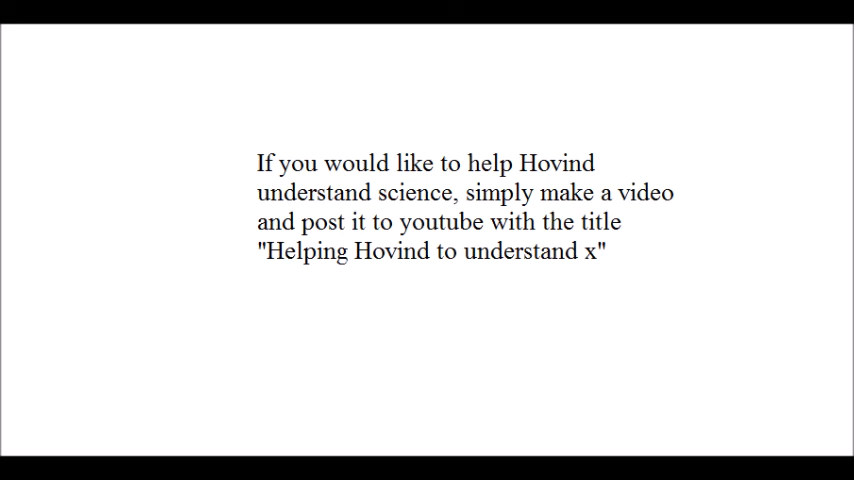 If you would like to help Hovind
understand science, simply make a video
and post it to youtube with the title
"Helping Hovind to understand x"